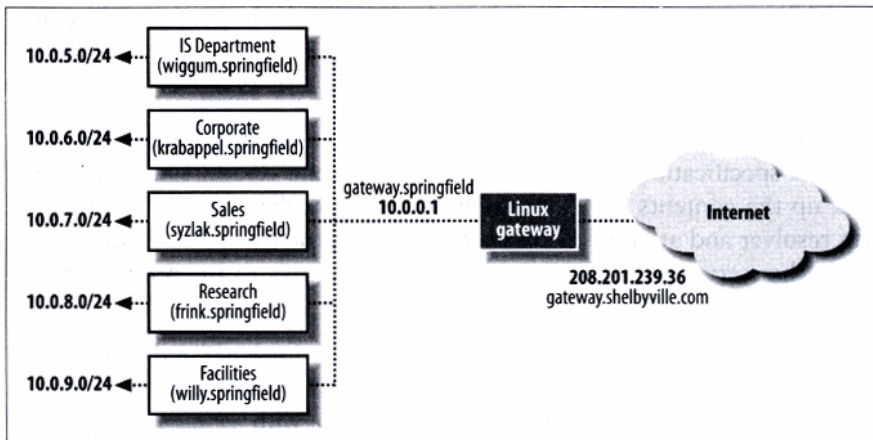 10.0.5.0/24
IS Department
(wiggum.springfield)
10.0.6.0/24
Corporate
(krabappel.springfield)
10.0.7.0/24
Sales
(syzlak.springfield)
10.0.8.0/24
Research
(frink.springfield)
10.0.9.0/24
Facilities
(willy.springfield)
gateway.springfield
10.0.0.1
Linux
gateway
Internet
208.201.239.36
gateway.shelbyville.com